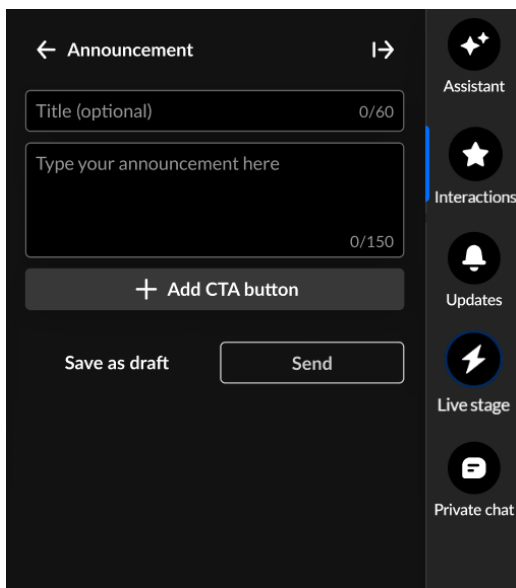 Announcement
Title (optional)
0/60
Type your announcement here
0/150
Add CTA button
Save as draft
Send
Assistant
Interactions
Updates
Live stage
Private chat